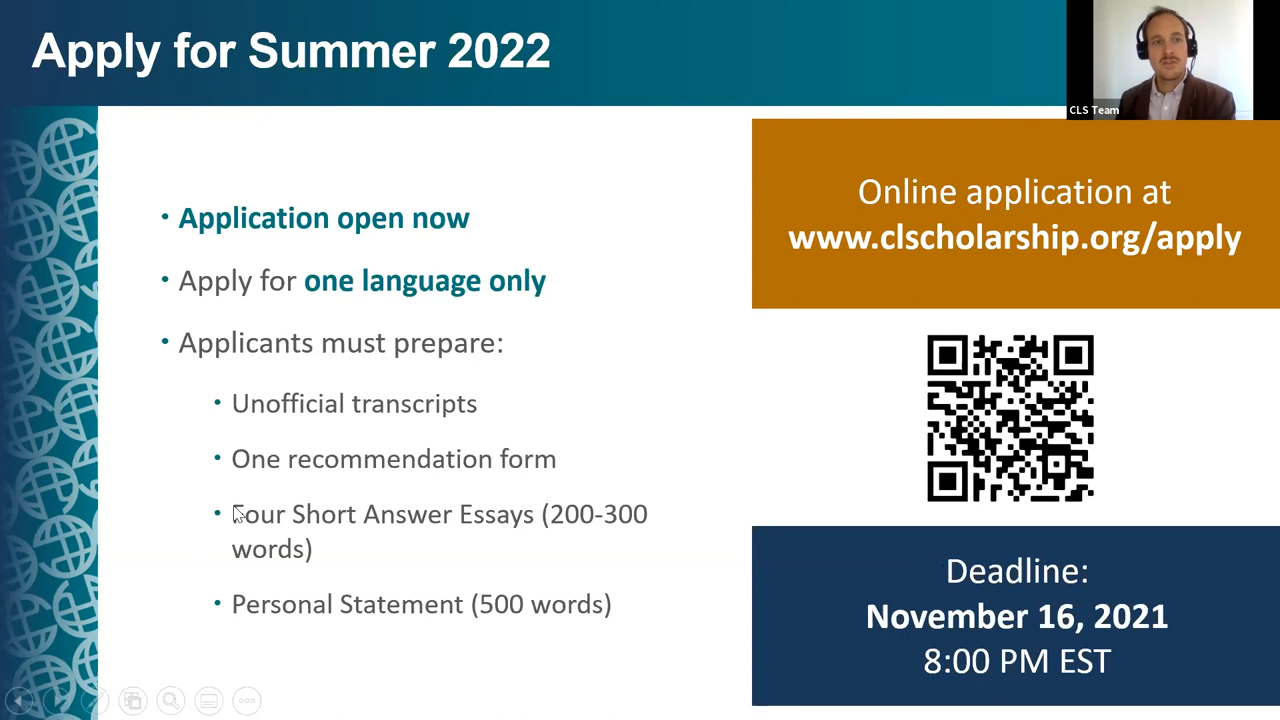 Apply for Summer 2022
CLS Team
• Application open now
• Apply for one language only
• Applicants must prepare:
• Unofficial transcripts
• One recommendation form
• Four Short Answer Essays (200-300
words)
• Personal Statement (500 words)
Online application at
www.clscholarship.org/apply
Deadline:
November 16, 2021
8:00 PM EST